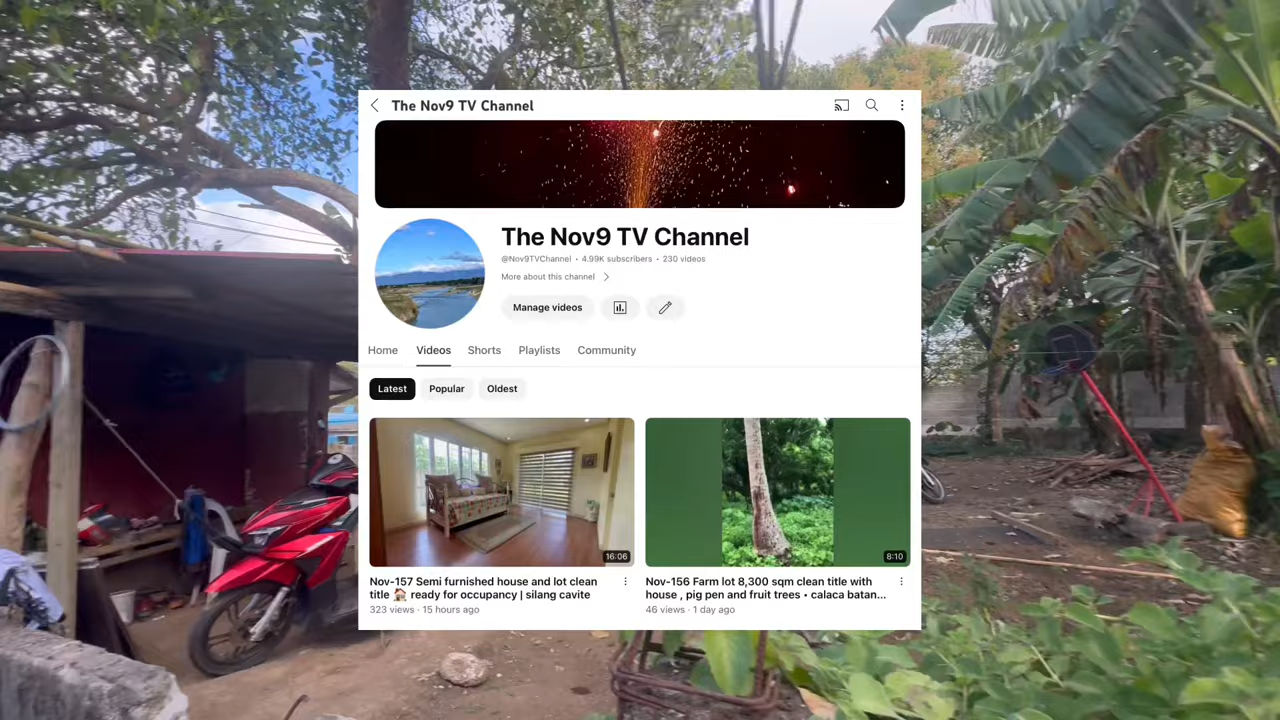 The Nov9 TV Channel
The Nov9 TV Channel
@Nov9TVChannel • 4.99K subscribers • 230 videos
More about this channel
Manage videos
Home Videos Shorts Playlists Community
Latest Popular Oldest
16:06
8:10
Nov-157 Semi furnished house and lot clean
title 🏠 ready for occupancy | silang cavite
323 views · 15 hours ago
Nov-156 Farm lot 8,300 sqm clean title with
house , pig pen and fruit trees • calaca batan...
46 views · 1 day ago